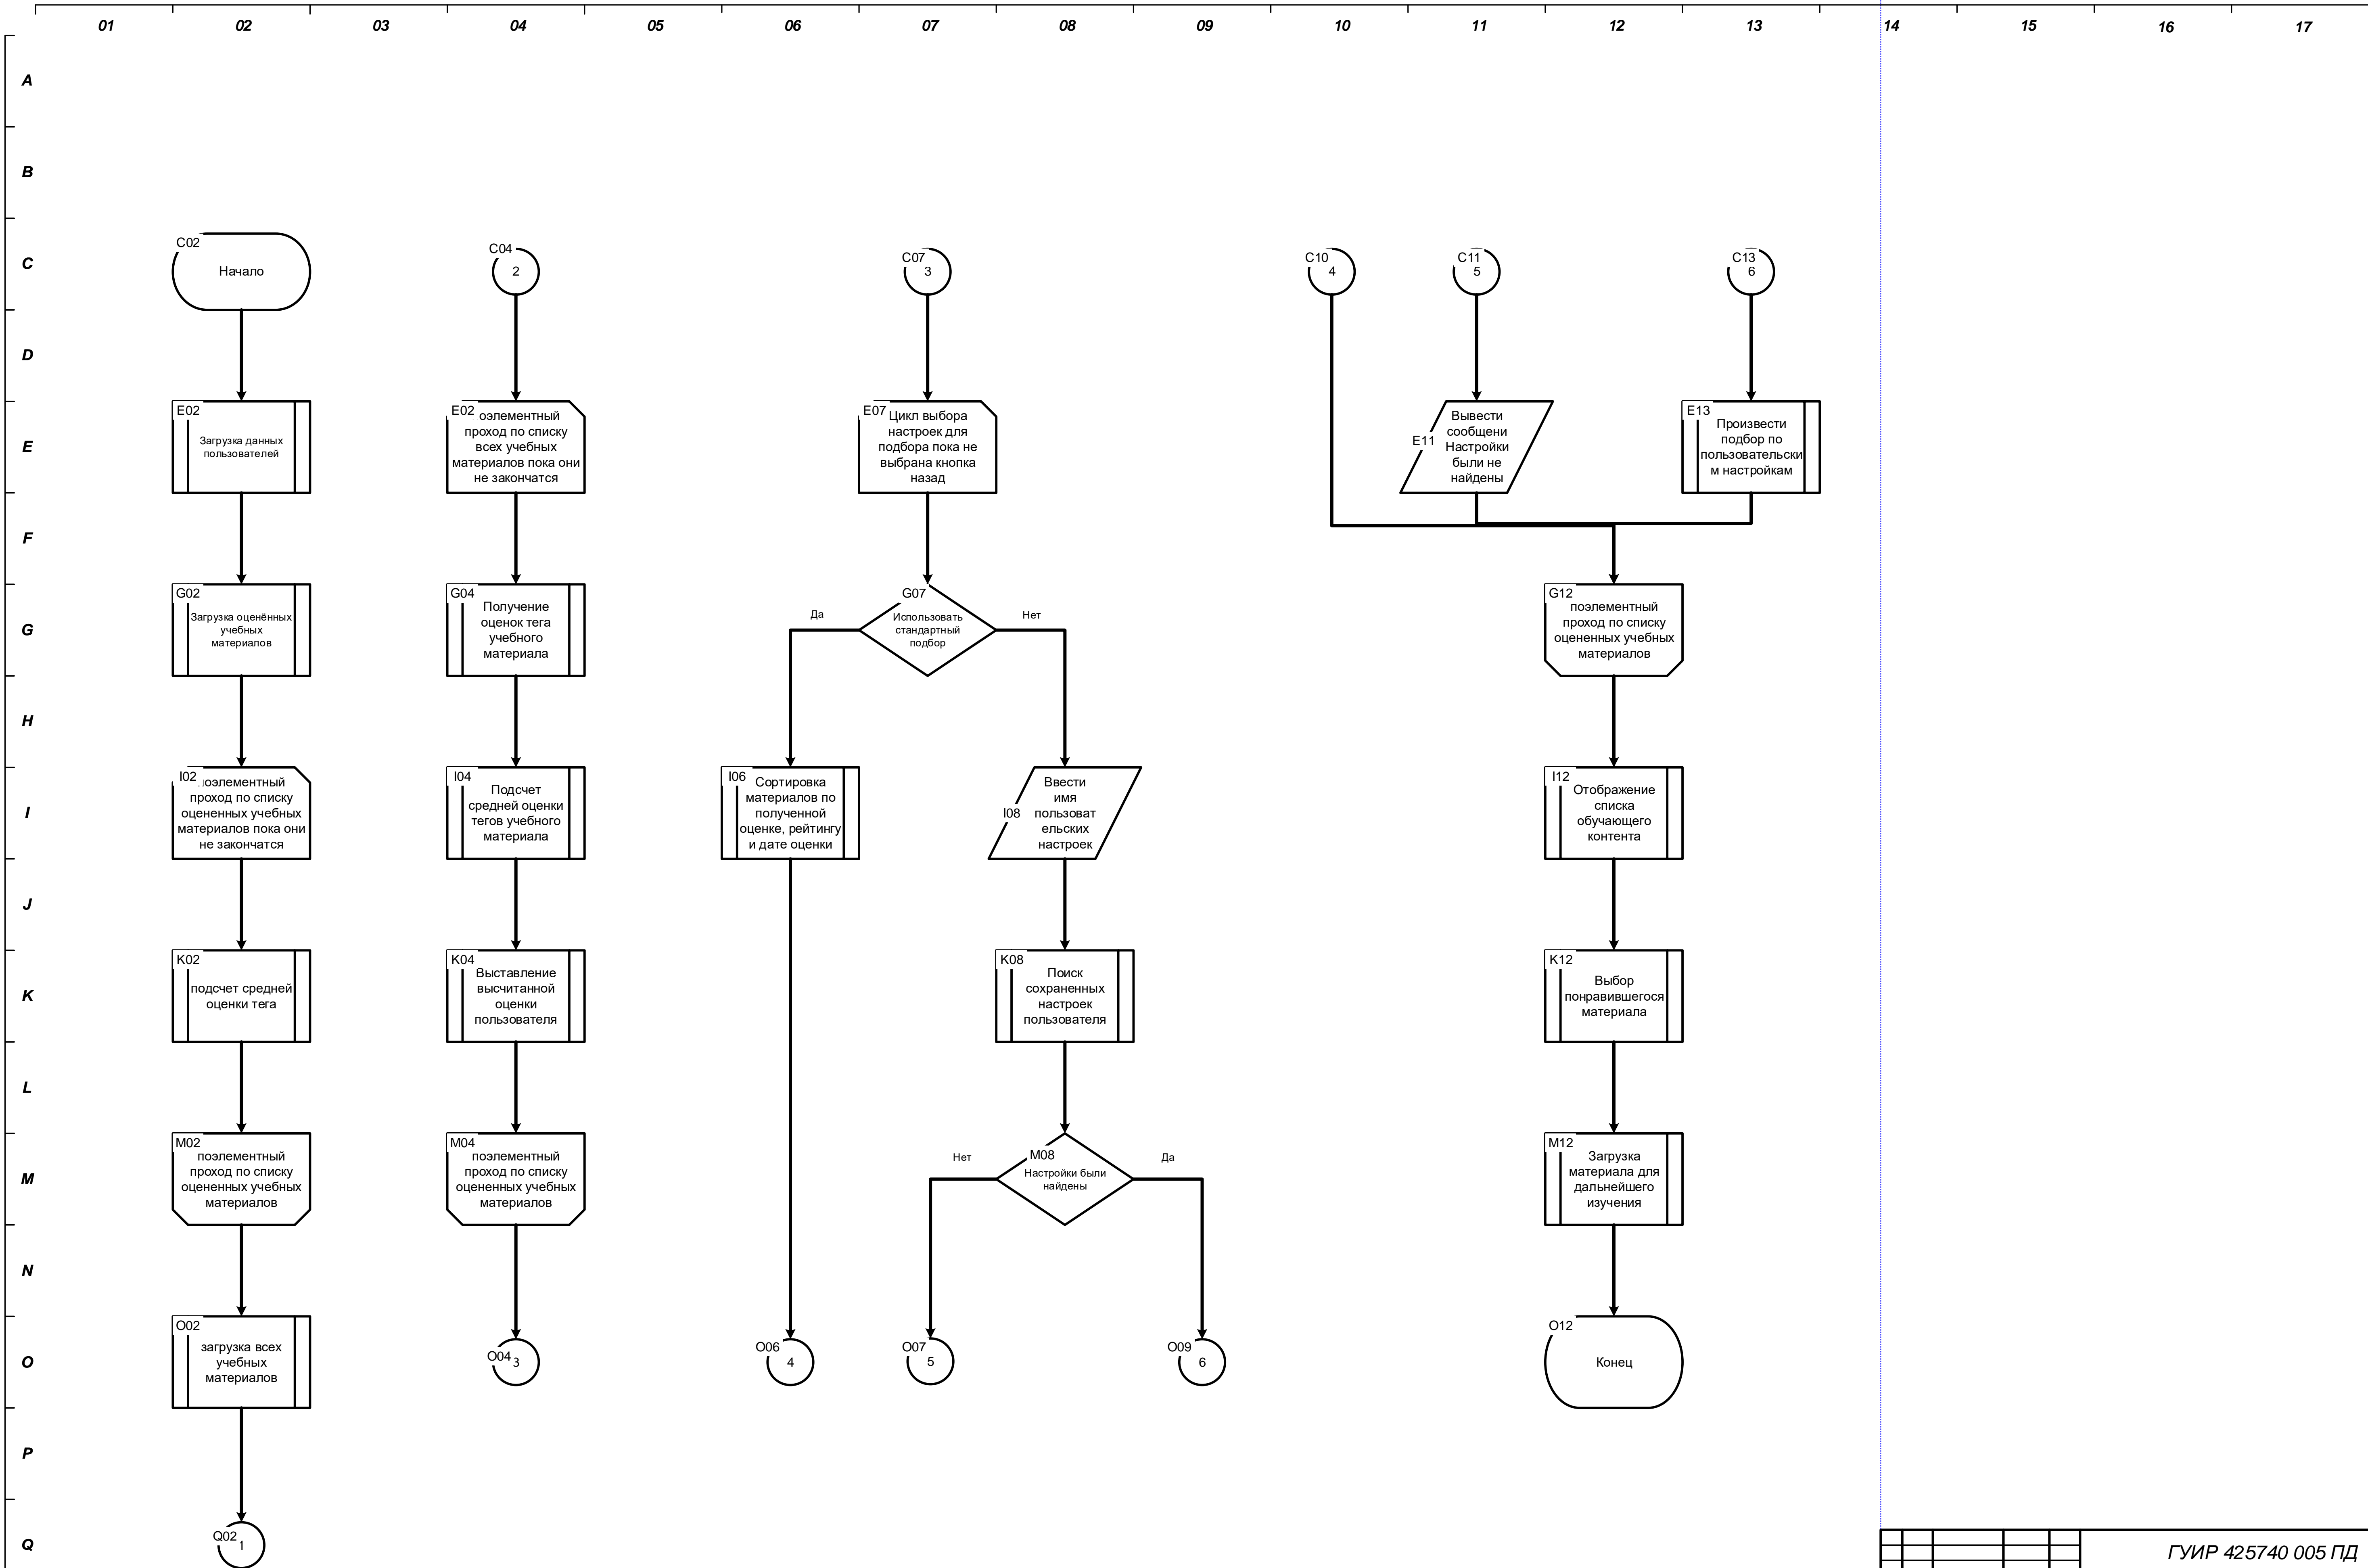 01 02 03 04 05 06 07 08 09 10 11 12 13 14 15 16 17
A
B
C
D
E
F
G
H
I
J
K
L
M
N
O
P
Q
C02
Начало
E02
Загрузка данных
пользователей
G02
Загрузка оценённых
учебных
материалов
I02
оэлементный
проход по списку
оцененных учебных
материалов пока они
не закончатся
K02
подсчет средней
оценки тега
M02
поэлементный
проход по списку
оцененных учебных
материалов
O02
загрузка всех
учебных
материалов
Q02
1
C04
2
E02
оэлементный
проход по списку
всех учебных
материалов пока они
не закончатся
G04
Получение
оценок тега
учебного
материала
I04
Подсчет
средней оценки
тегов учебного
материала
K04
Выставление
высчитанной
оценки
пользователя
M04
поэлементный
проход по списку
оцененных учебных
материалов
O04
3
C07
3
E07
Цикл выбора
настроек для
подбора пока не
выбрана кнопка
назад
G07
Использовать
стандартный
подбор
Да
Нет
I06
Сортировка
материалов по
полученной
оценке, рейтингу
и дате оценки
O06
4
I08
Ввести
имя
пользоват
ельских
настроек
K08
Поиск
сохраненных
настроек
пользователя
M08
Настройки были
найдены
Нет
Да
O07
5
O09
6
C10
4
C11
5
E11
Вывести
сообщени
Настройки
были не
найдены
C13
6
E13
Произвести
подбор по
пользовательски
м настройкам
G12
поэлементный
проход по списку
оцененных учебных
материалов
I12
Отображение
списка
обучающего
контента
K12
Выбор
понравившегося
материала
M12
Загрузка
материала для
дальнейшего
изучения
O12
Конец
ГУИР 425740 005 ПД